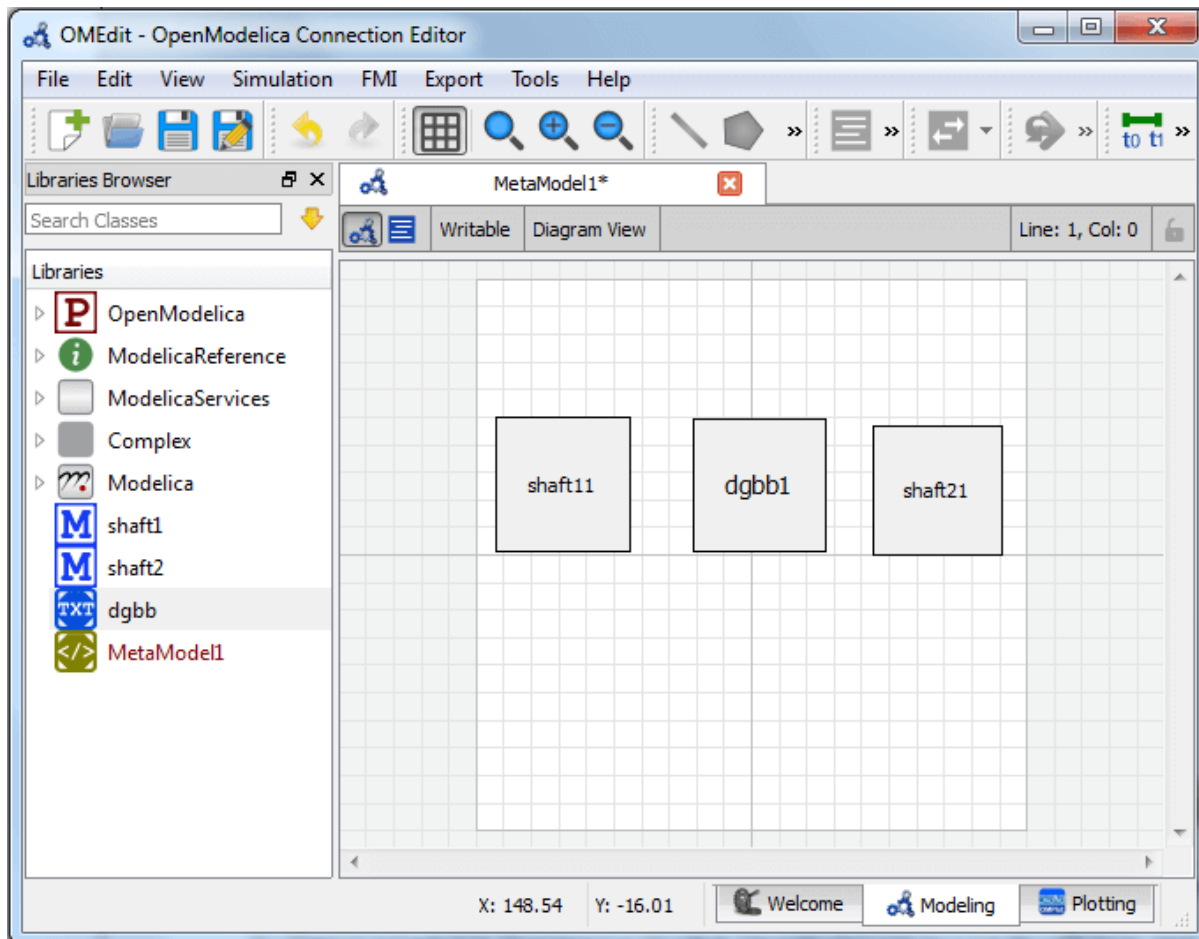 OMEdit - OpenModelica Connection Editor
File Edit View Simulation FMI Export Tools Help
t0 t1
Libraries Browser
MetaModel1*
Search Classes
Writable Diagram View Line: 1, Col: 0
Libraries
P OpenModelica
i ModelicaReference
ModelicaServices
Complex
m Modelica
M shaft1
M shaft2
TXT dgbb
</> MetaModel1
shaft11 dgbb1 shaft21
X: 148.54 Y: -16.01 Welcome Modeling Plotting